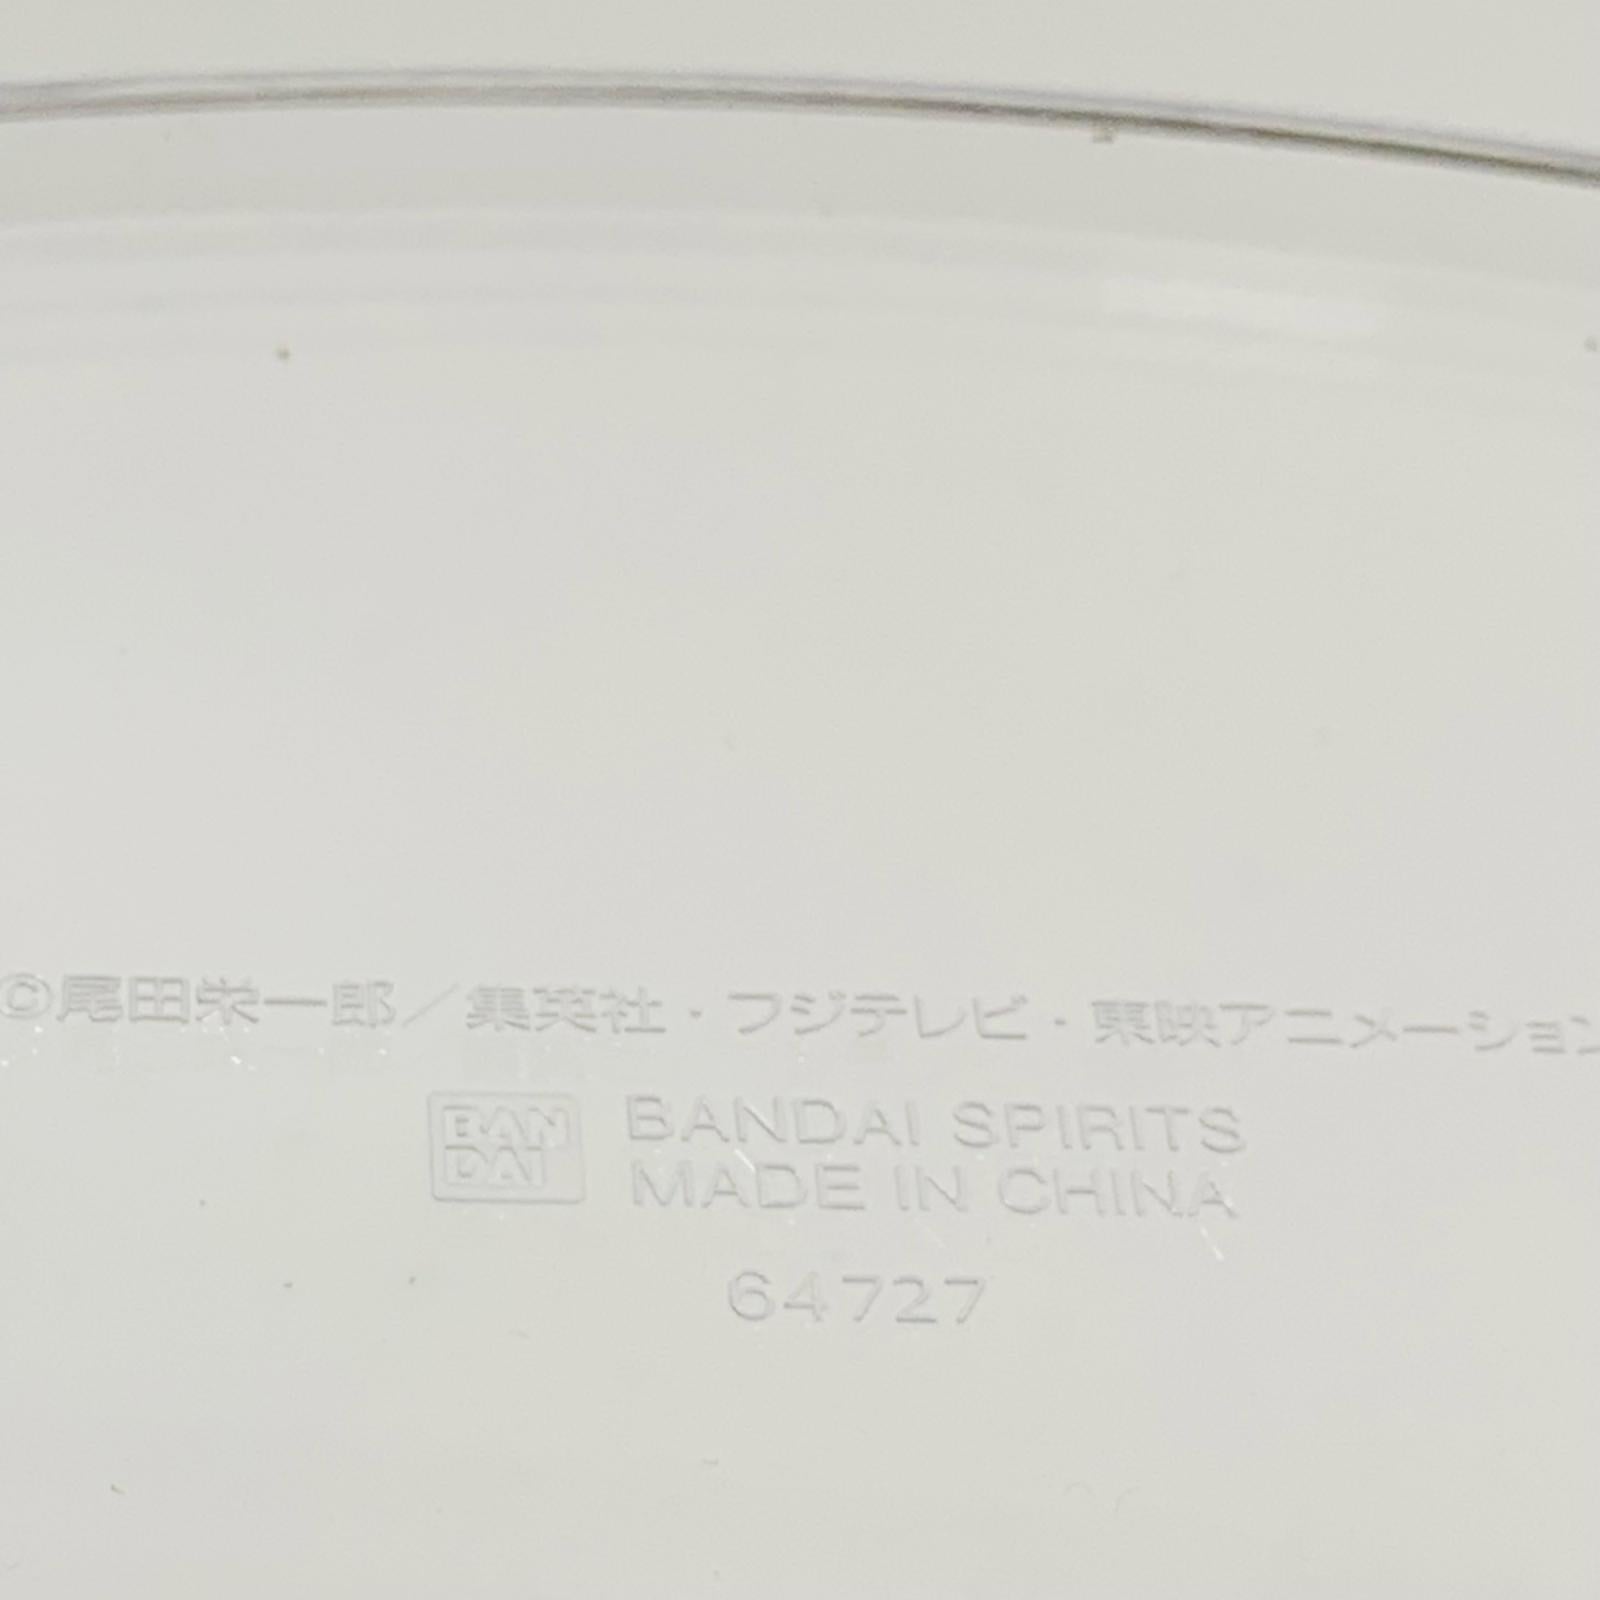 ©尾田栄一郎／集英社・フジテレビ・東映アニメーション
BAN
DAI
BANDAI SPIRITS
MADE IN CHINA
64727